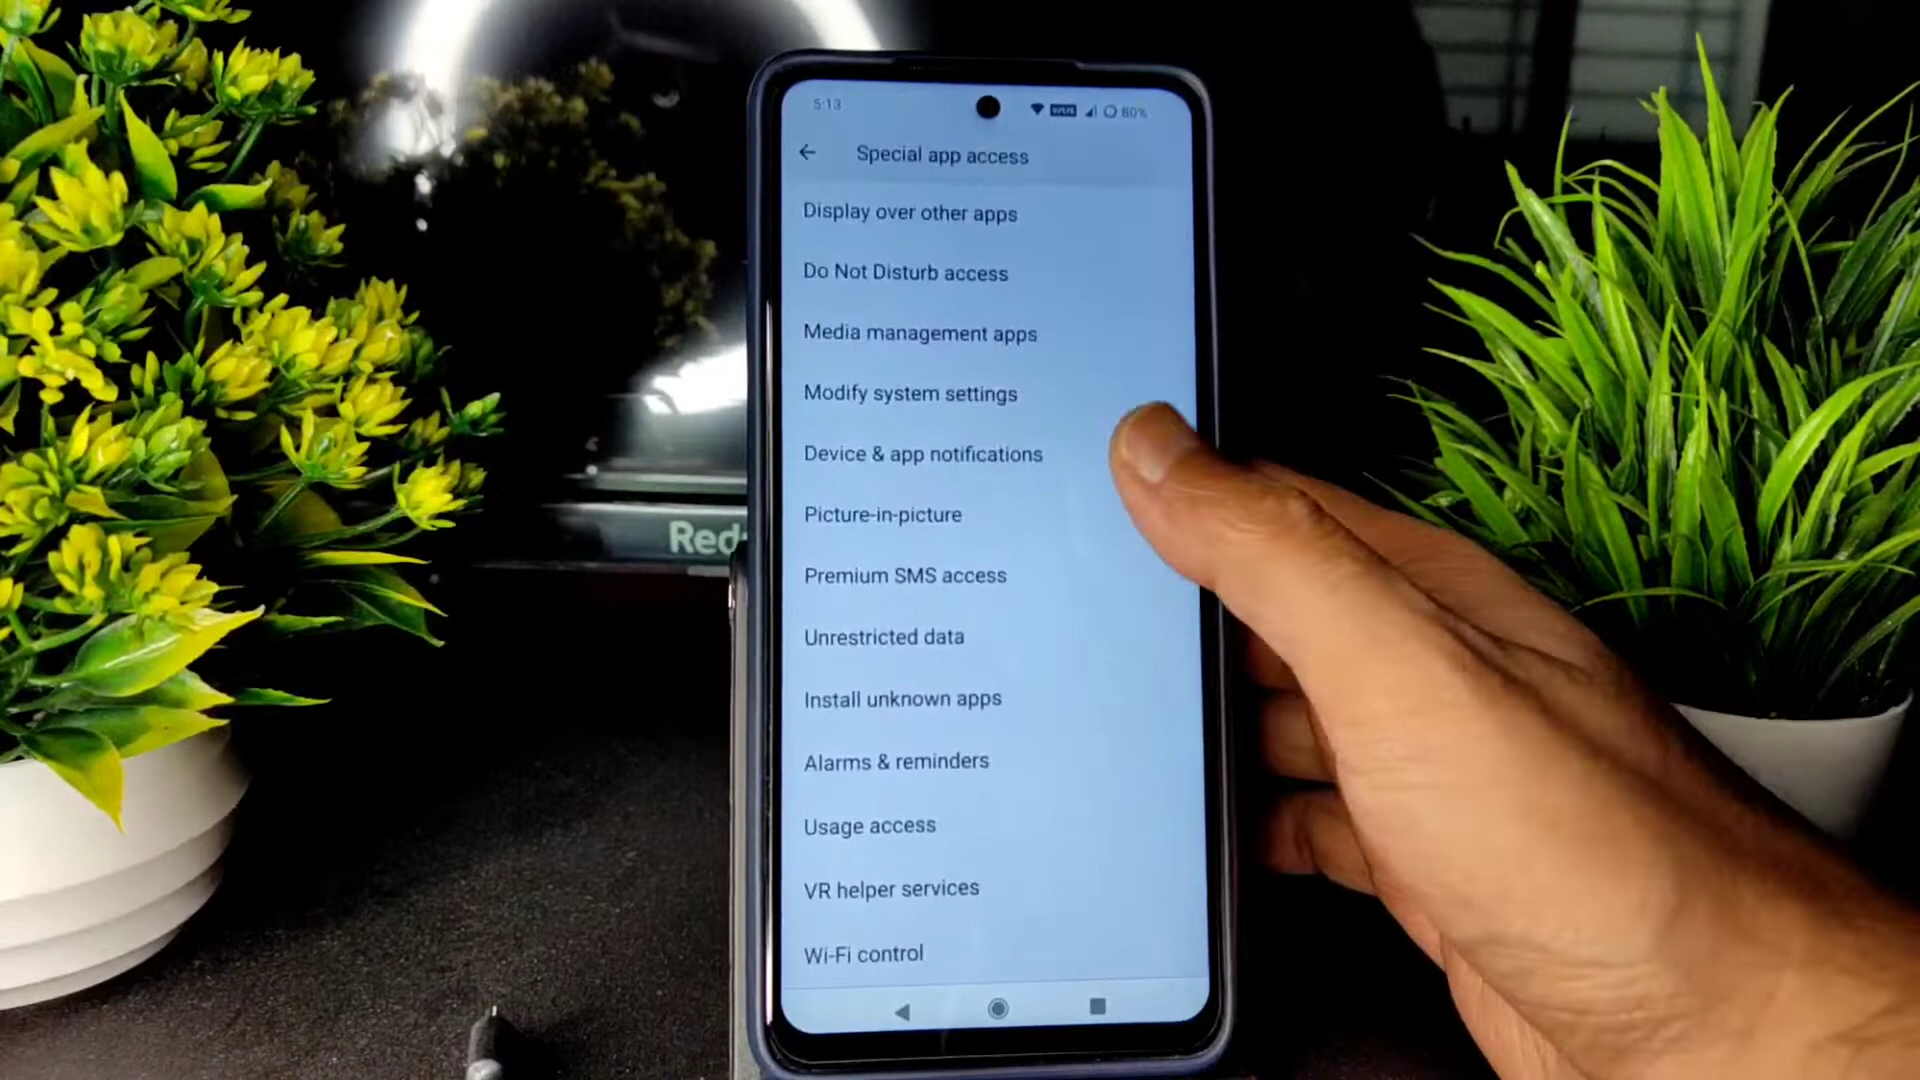 5:13
80%
Special app access
Display over other apps
Do Not Disturb access
Media management apps
Modify system settings
Device & app notifications
Picture-in-picture
Premium SMS access
Unrestricted data
Install unknown apps
Alarms & reminders
Usage access
VR helper services
Wi-Fi control